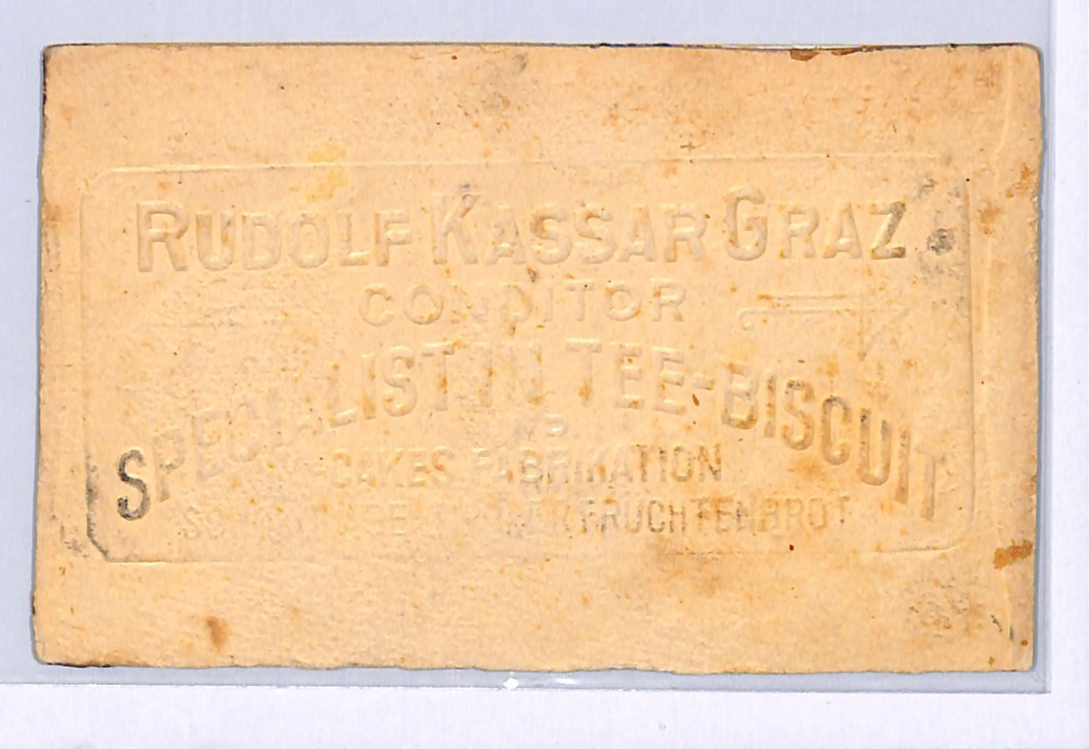 RUDOLF KASSAR GRAZ
CONDITOR
SPECIALIST IN TEE-BISCUIT
CAKES FABRIKATION
FRÜCHTENBROT